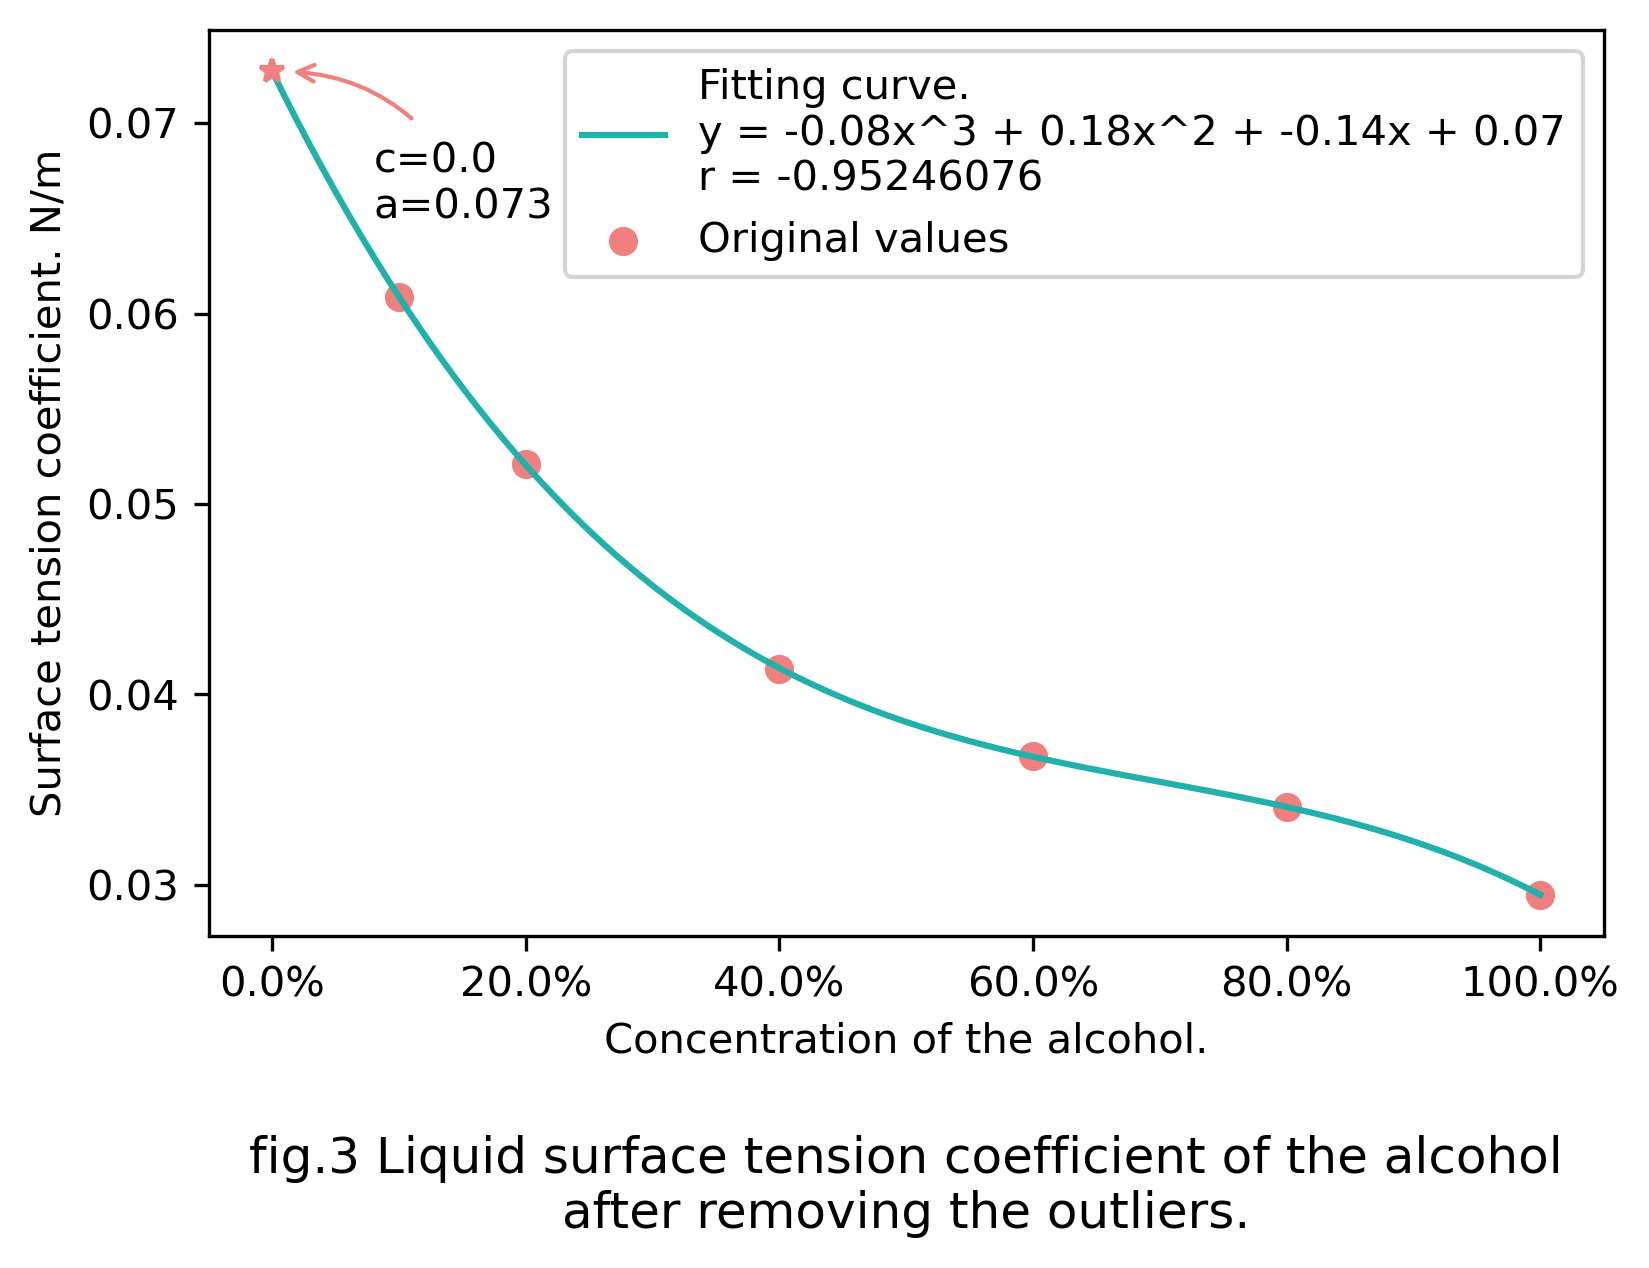 Fitting curve.
y = -0.08x^3 + 0.18x^2 + -0.14x + 0.07
r = -0.95246076
Original values
c=0.0
a=0.073
Surface tension coefficient. N/m
0.07
0.06
0.05
0.04
0.03
0.0% 20.0% 40.0% 60.0% 80.0% 100.0%
Concentration of the alcohol.
fig.3 Liquid surface tension coefficient of the alcohol
after removing the outliers.